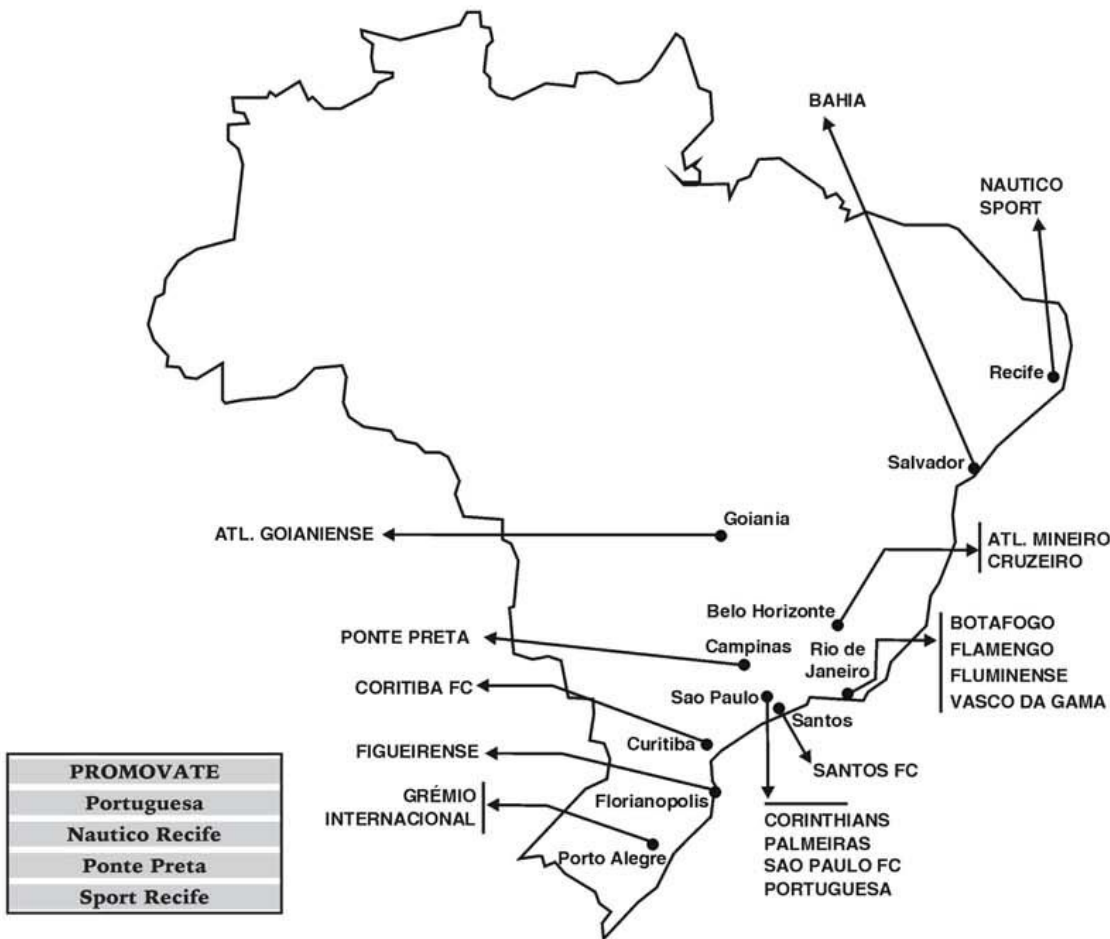 BAHIA
NAUTICO
SPORT
Recife
Salvador
Goiania
ATL. GOIANIENSE
ATL. MINEIRO
CRUZEIRO
Belo Horizonte
BOTAFOGO
FLAMENGO
FLUMINENSE
VASCO DA GAMA
Rio de
Janeiro
PONTE PRETA
Campinas
CORITIBA FC
Sao Paulo
Santos
Curitiba
FIGUEIRENSE
SANTOS FC
GRÉMIO
INTERNACIONAL
Florianopolis
Porto Alegre
CORINTHIANS
PALMEIRAS
SAO PAULO FC
PORTUGUESA
PROMOVATE
Portuguesa
Nautico Recife
Ponte Preta
Sport Recife